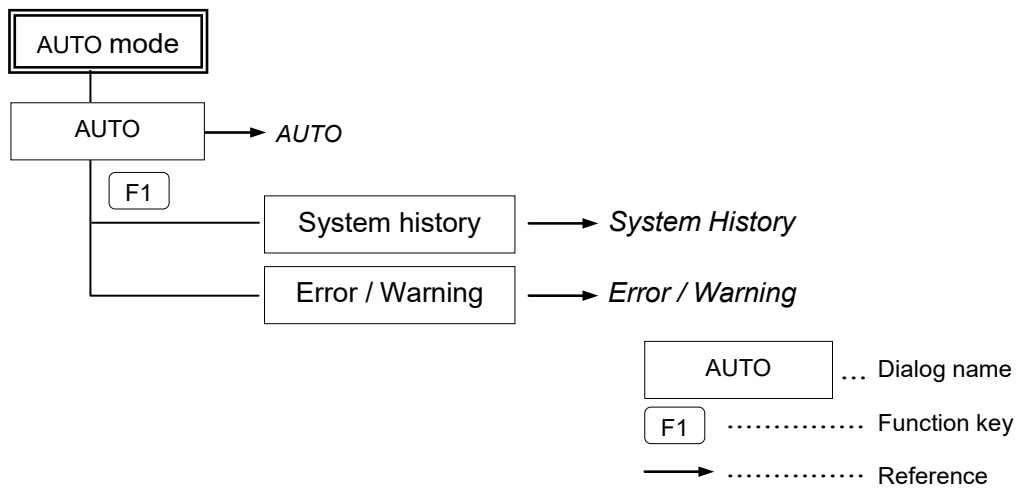 AUTO mode
AUTO
AUTO
F1
System history
System History
Error / Warning
Error / Warning
AUTO ... Dialog name
F1 ............... Function key
............... Reference